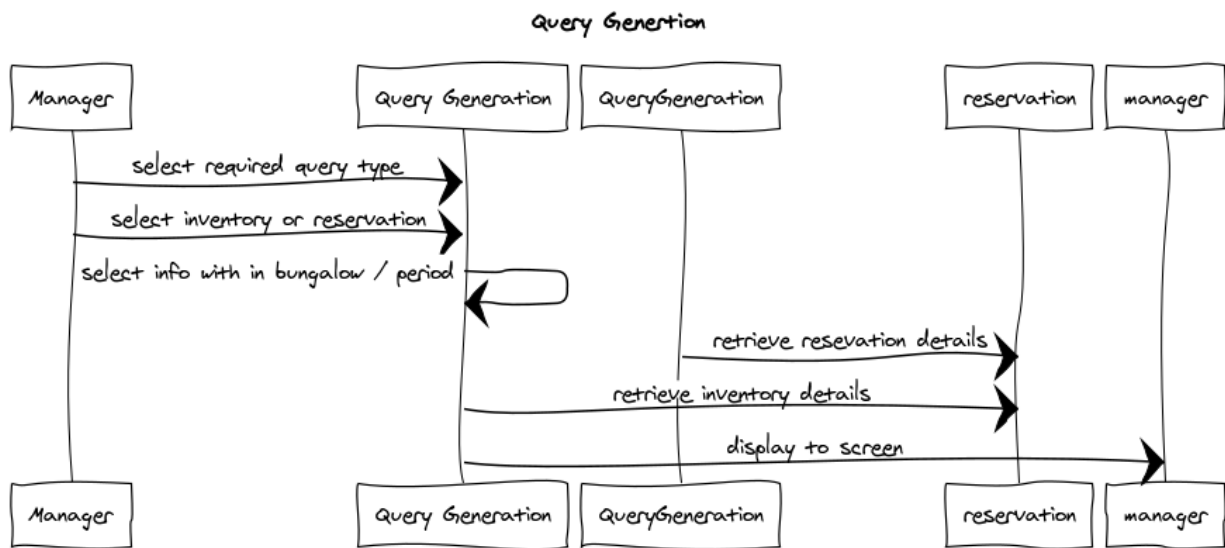 Query Genertion
Manager
Query Generation
QueryGeneration
reservation
manager
select required query type
select inventory or reservation
select info with in bungalow / period
retrieve resevation details
retrieve inventory details
display to screen
Manager
Query Generation
QueryGeneration
reservation
manager